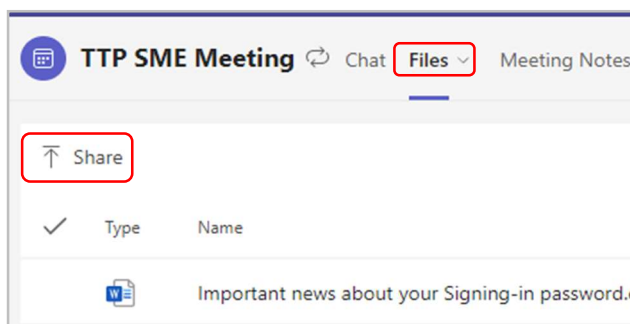 TTP SME Meeting Chat Files Meeting Notes
Share
Type Name
Important news about your Signing-in password.